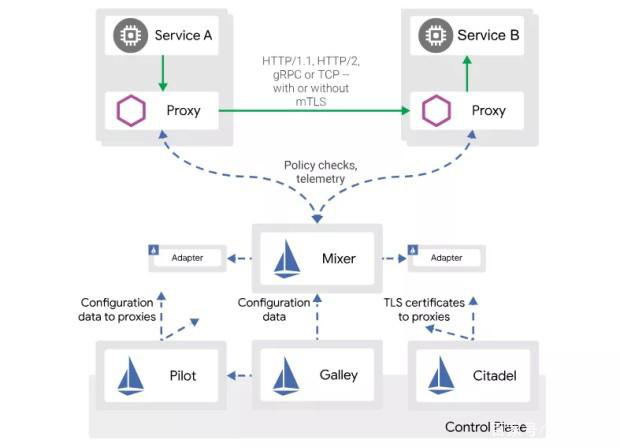 Service A
Service B
HTTP/1.1, HTTP/2,
gRPC or TCP --
with or without
mTLS
Proxy
Proxy
Policy checks,
telemetry
Adapter
Mixer
Adapter
Configuration
data to proxies
Configuration
data
TLS certificates
to proxies
Pilot
Galley
Citadel
Control Plane